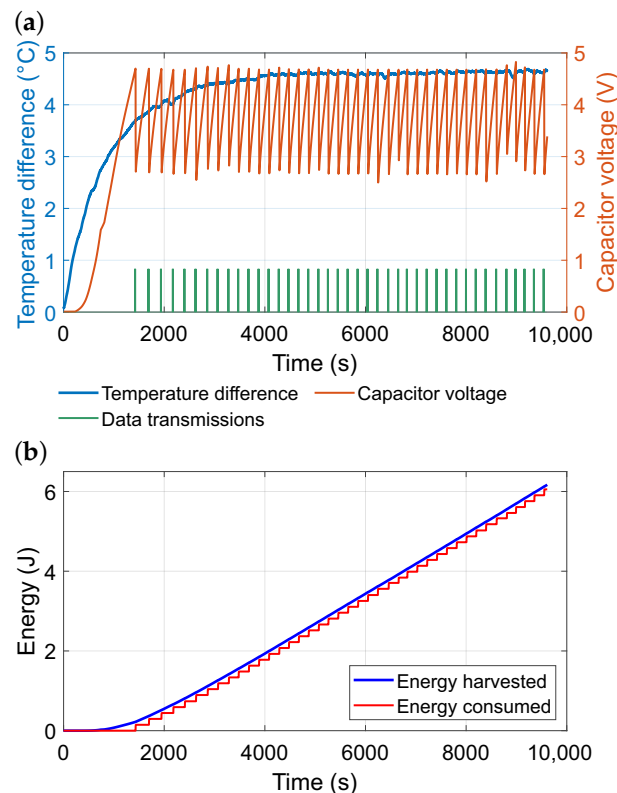 (a)
Temperature difference (°C)
5
4
3
2
1
0
5
4
3
2
1
0
Capacitor voltage (V)
0 2000 4000 6000 8000 10,000
Time (s)
Temperature difference Capacitor voltage
Data transmissions
(b)
Energy (J)
6
4
2
0
Energy harvested
Energy consumed
0 2000 4000 6000 8000 10,000
Time (s)